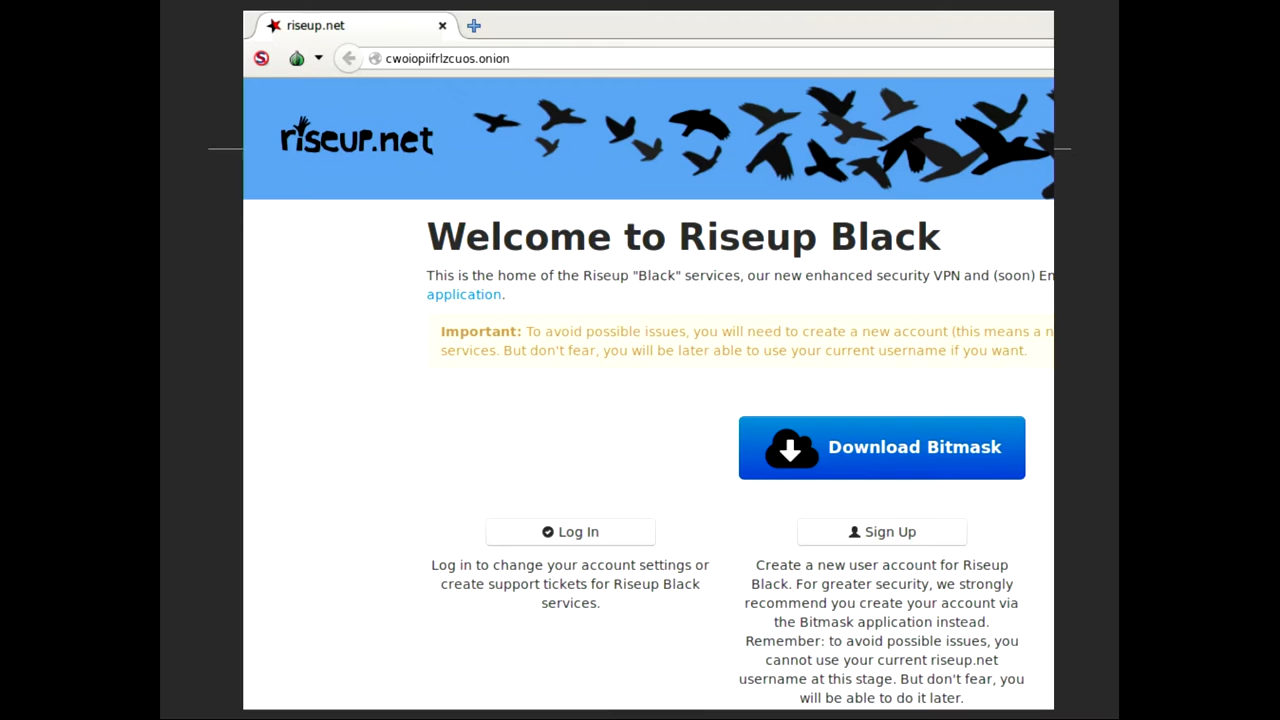 riseup.net
cwoiopiifrlzcuos.onion
riseup.net
Welcome to Riseup Black
This is the home of the Riseup "Black" services, our new enhanced security VPN and (soon)
application.
Important: To avoid possible issues, you will need to create a new account (this means a
services. But don't fear, you will be later able to use your current username if you want.
Download Bitmask
Log In
Log in to change your account settings or
create support tickets for Riseup Black
services.
Sign Up
Create a new user account for Riseup
Black. For greater security, we strongly
recommend you create your account via
the Bitmask application instead.
Remember: to avoid possible issues, you
cannot use your current riseup.net
username at this stage. But don't fear, you
will be able to do it later.